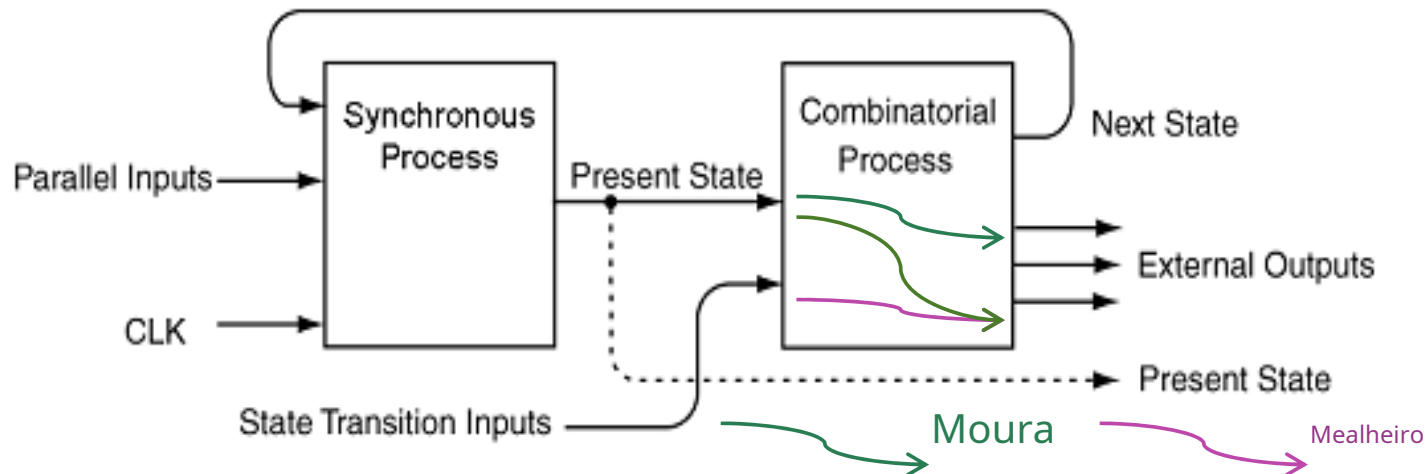 Synchronous
Process
Combinatorial
Process
Next State
Parallel Inputs
Present State
External Outputs
CLK
Present State
State Transition Inputs
Moura
Mealheiro